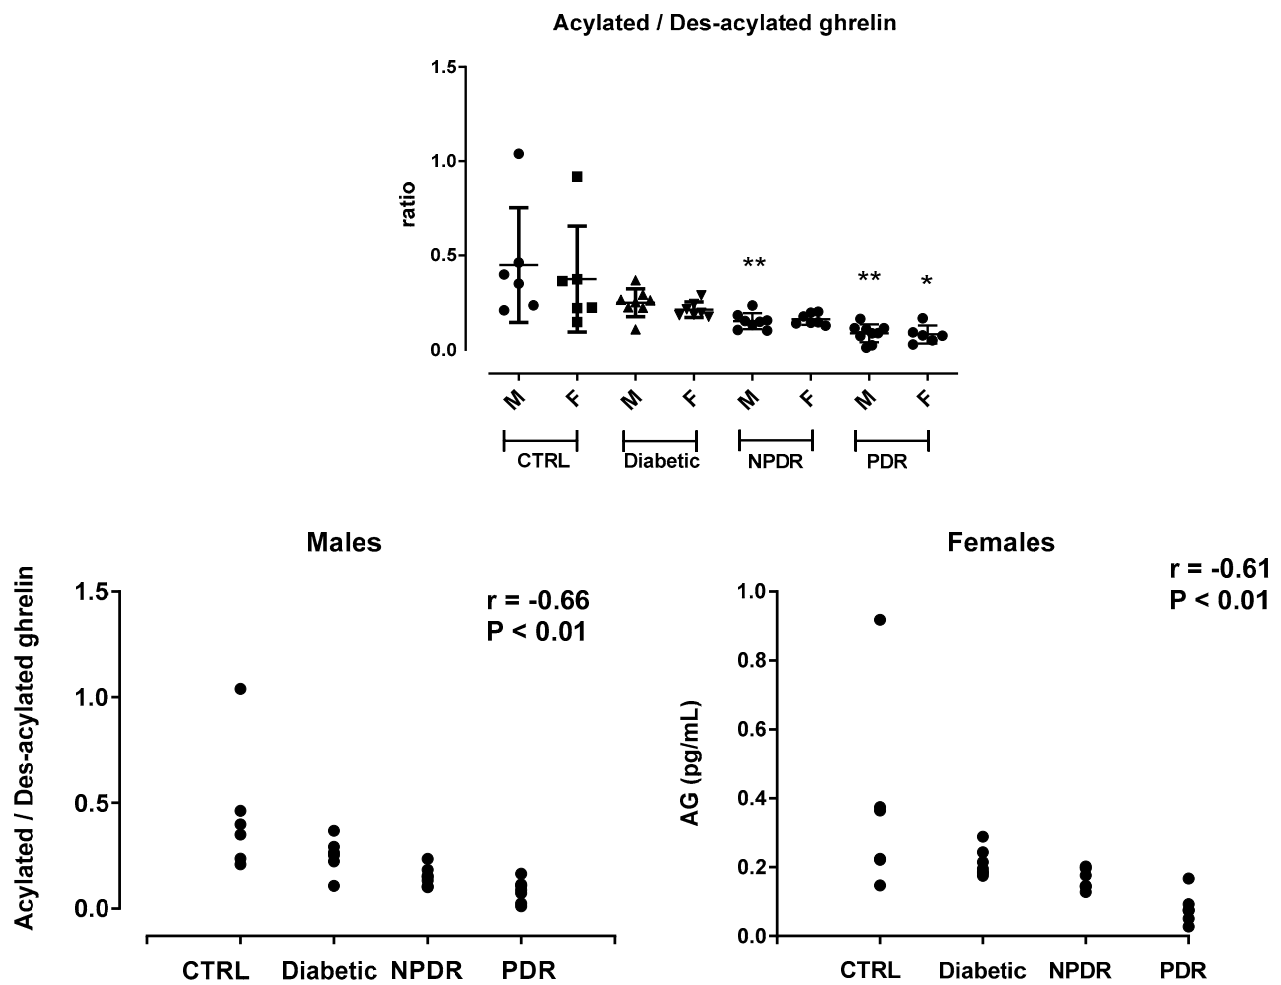 Acylated / Des-acylated ghrelin
1.5
1.0
0.5
0.0
ratio
**
**
*
M
F
M
F
M
F
M
F
CTRL
Diabetic
NPDR
PDR
Males
r = -0.66
P < 0.01
Acylated / Des-acylated ghrelin
1.5
1.0
0.5
0.0
CTRL
Diabetic
NPDR
PDR
Females
r = -0.61
P < 0.01
AG (pg/mL)
1.0
0.8
0.6
0.4
0.2
0.0
CTRL
Diabetic
NPDR
PDR